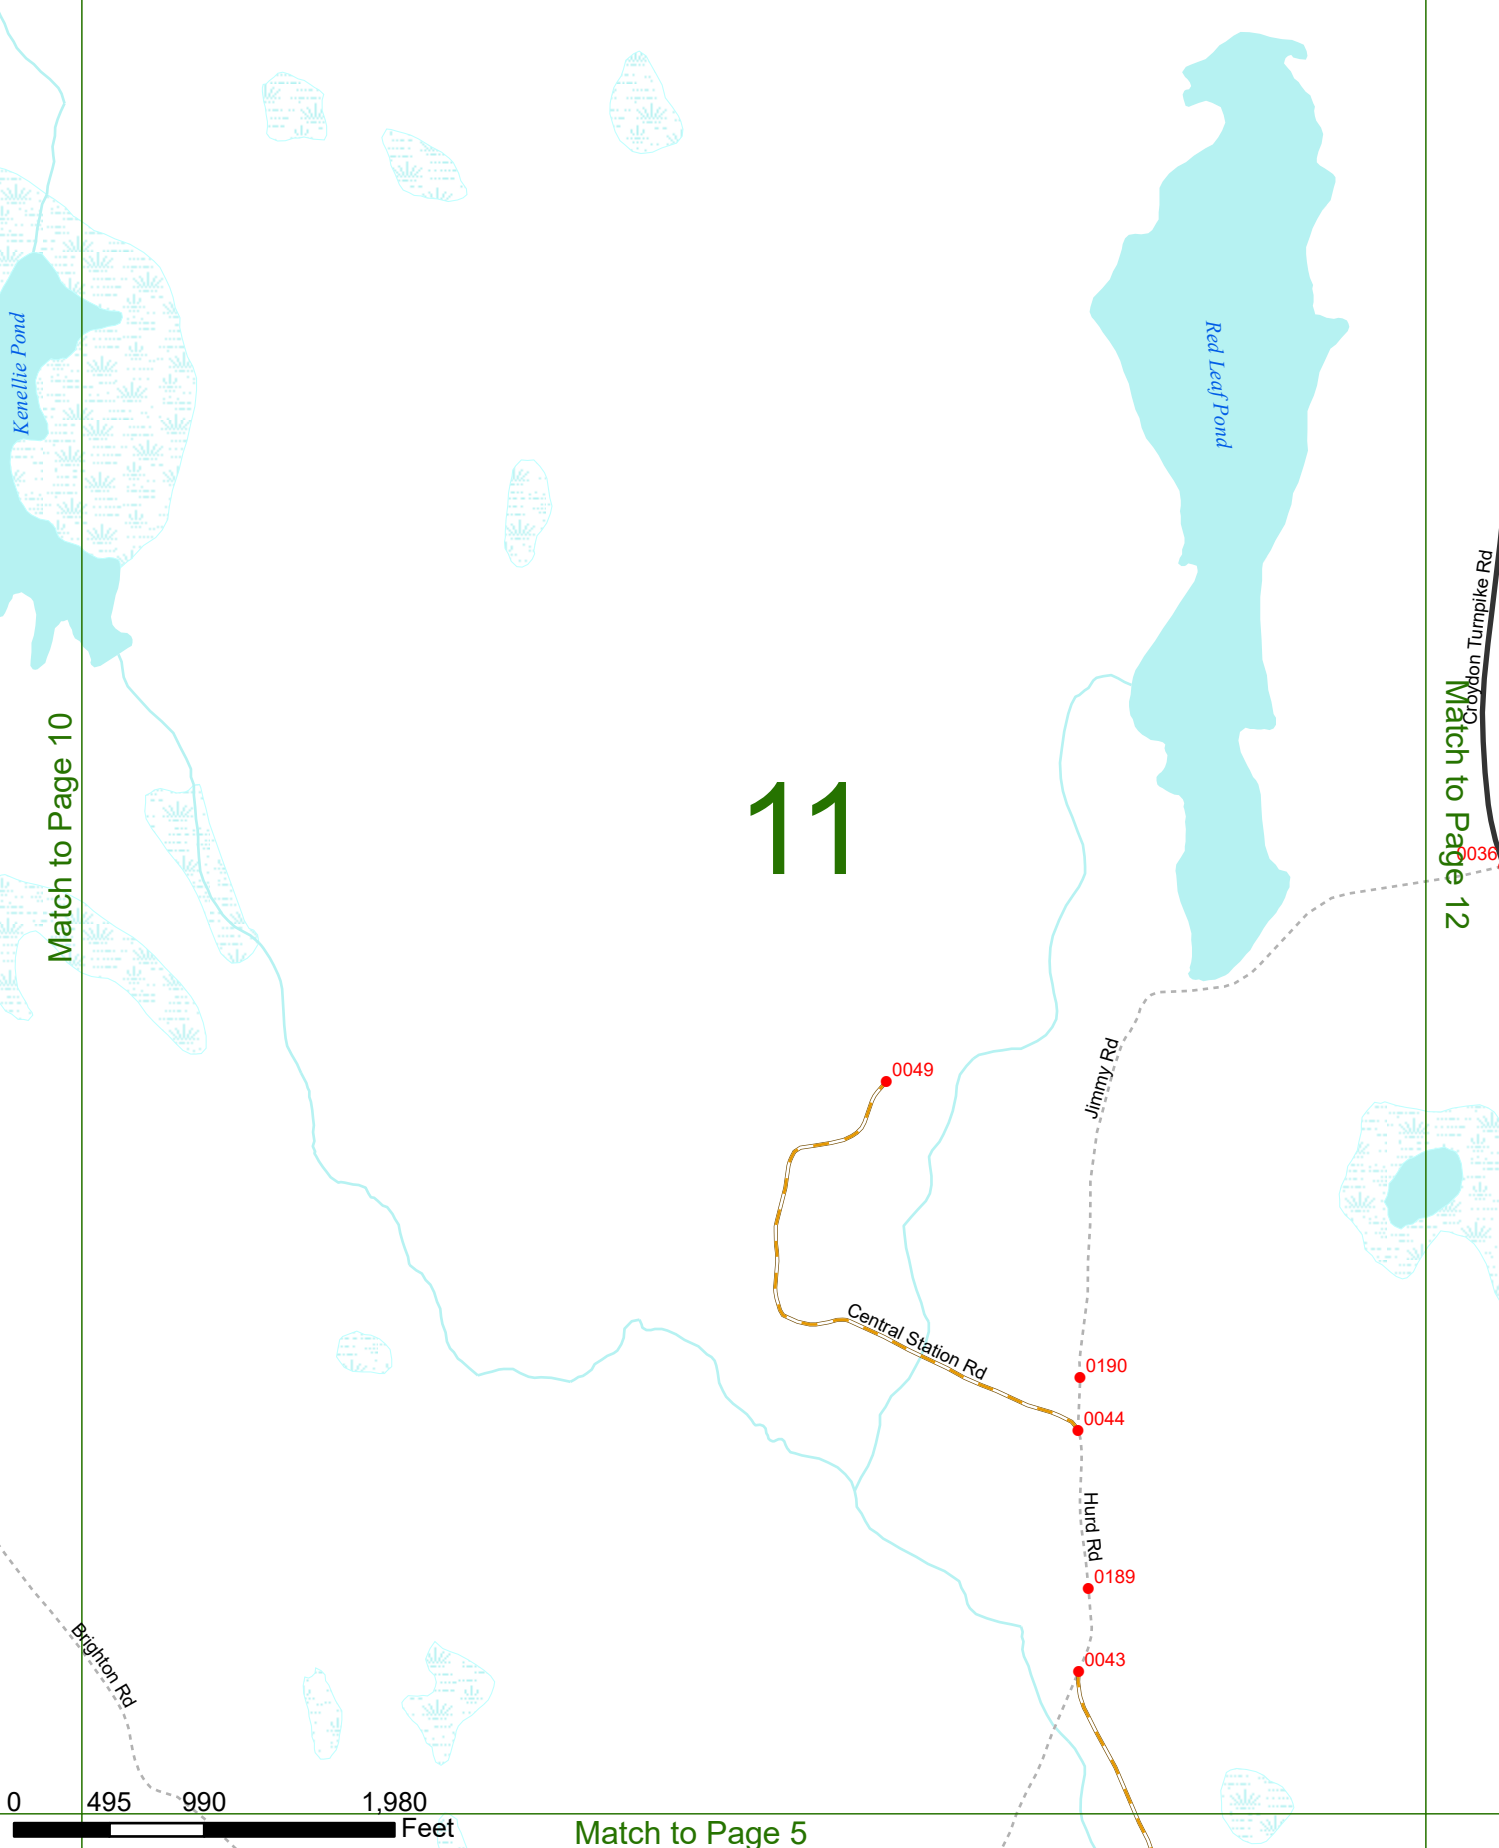 Kenellie Pond
Red Leaf Pond
Croydon Turnpike Rd
Match to Page 10
11
Match to Page 12
0036
Jimmy Rd
0049
Central Station Rd
0190
0044
Hurd Rd
0189
Brighton Rd
0043
0 495 990 1,980
Feet
Match to Page 5